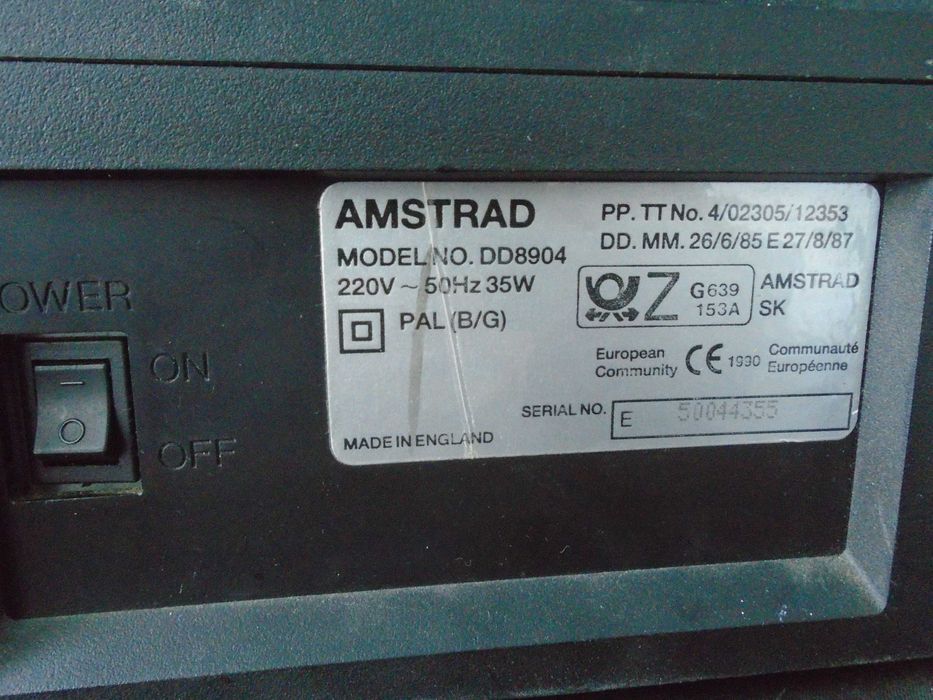 OWER
ON
OFF
AMSTRAD
MODEL NO. DD8904
220V ~ 50Hz 35W
PAL (B/G)
MADE IN ENGLAND
PP. TT No. 4/02305/12353
DD. MM. 26/6/85 E 27/8/87
Z G639 153A
AMSTRAD
SK
European Community CE 1990 Communauté Européenne
SERIAL NO. E 50044355